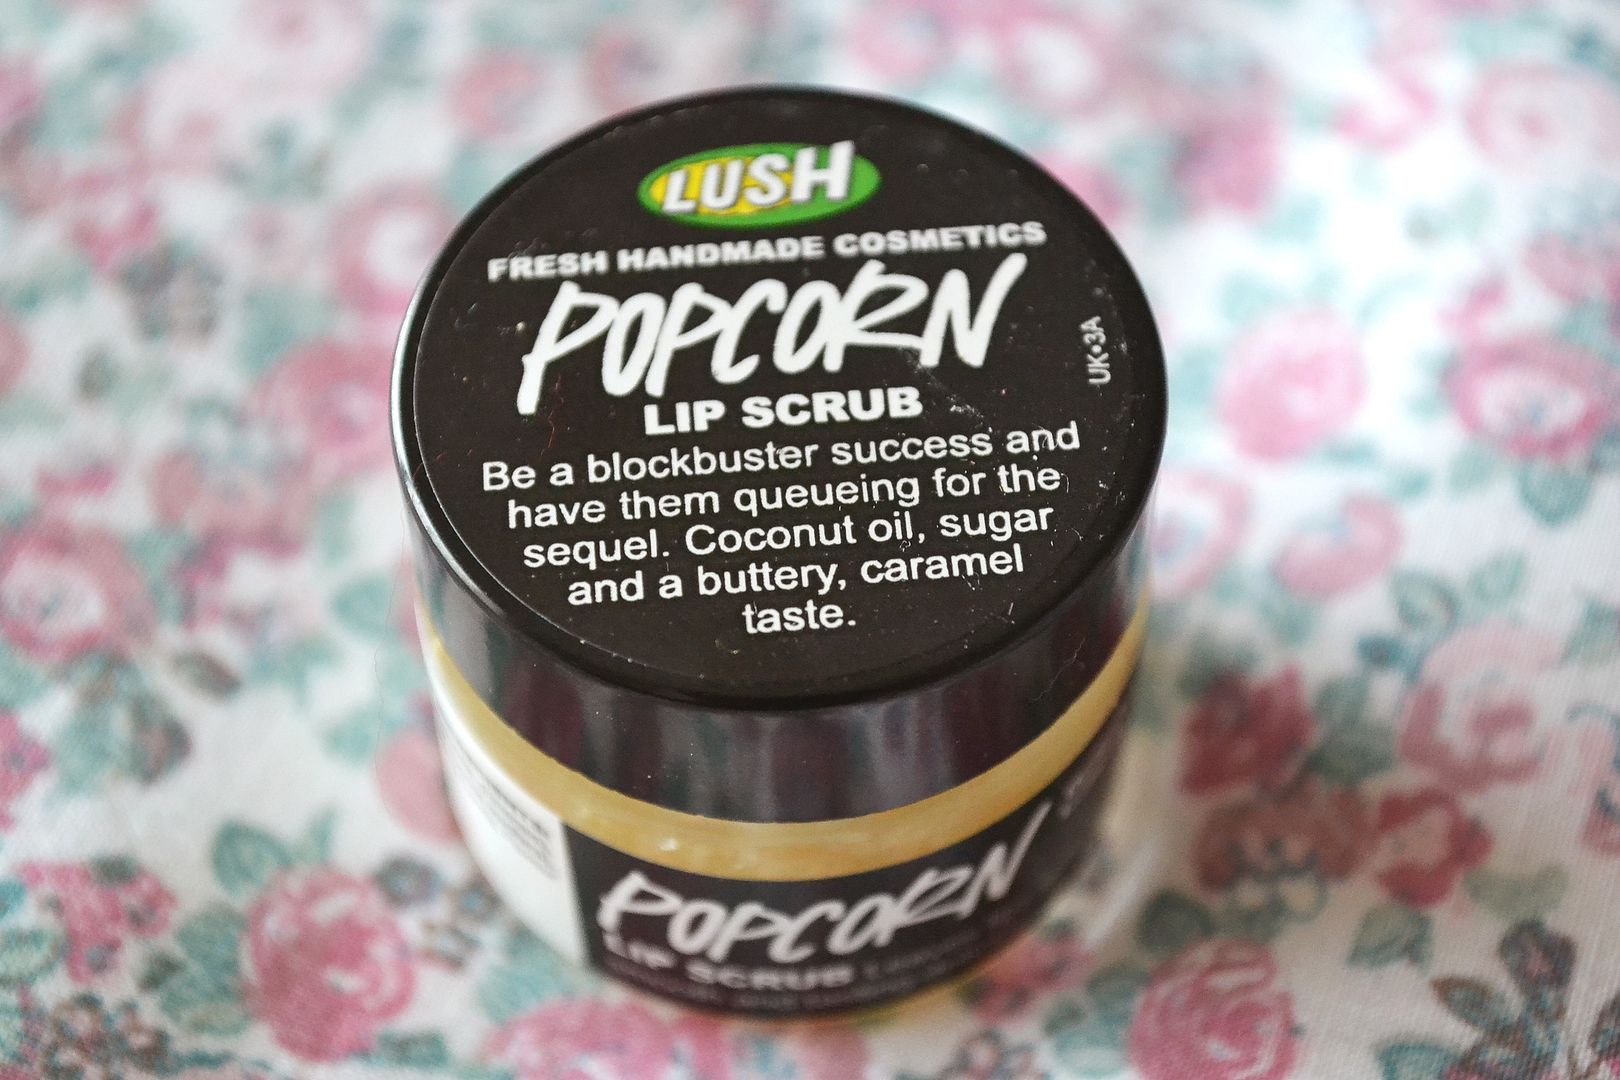 LUSH
FRESH HANDMADE COSMETICS
POPCORN
LIP SCRUB
UK•3A
Be a blockbuster success and
have them queueing for the
sequel. Coconut oil, sugar
and a buttery, caramel
taste.
POPCORN
LIP SCRUB